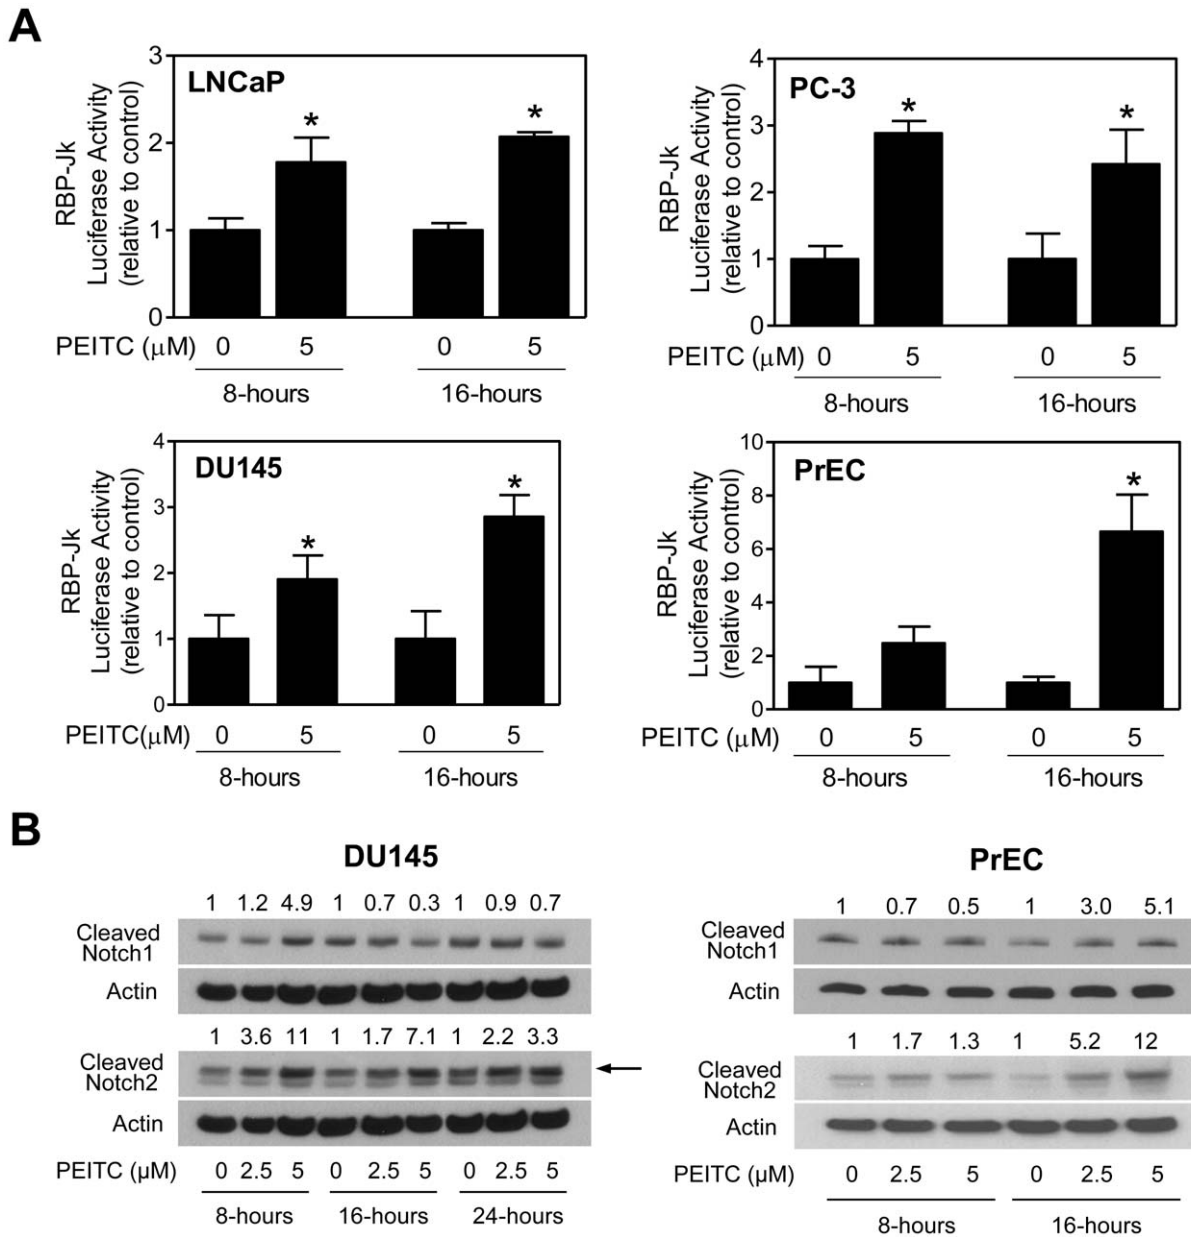 A
LNCaP
3
2
1
0
RBP-Jk
Luciferase Activity
(relative to control)
*
*
PEITC (μM) 0 5 0 5
8-hours 16-hours
PC-3
4
3
2
1
0
RBP-Jk
Luciferase Activity
(relative to control)
*
*
PEITC (μM) 0 5 0 5
8-hours 16-hours
DU145
4
3
2
1
0
RBP-Jk
Luciferase Activity
(relative to control)
*
*
PEITC(μM) 0 5 0 5
8-hours 16-hours
PrEC
10
8
6
4
2
0
RBP-Jk
Luciferase Activity
(relative to control)
*
PEITC (μM) 0 5 0 5
8-hours 16-hours
B
DU145
1 1.2 4.9 1 0.7 0.3 1 0.9 0.7
Cleaved
Notch1
Actin
1 3.6 11 1 1.7 7.1 1 2.2 3.3
Cleaved
Notch2
Actin
PEITC (μM) 0 2.5 5 0 2.5 5 0 2.5 5
8-hours 16-hours 24-hours
PrEC
1 0.7 0.5 1 3.0 5.1
Cleaved
Notch1
Actin
1 1.7 1.3 1 5.2 12
Cleaved
Notch2
Actin
PEITC (μM) 0 2.5 5 0 2.5 5
8-hours 16-hours